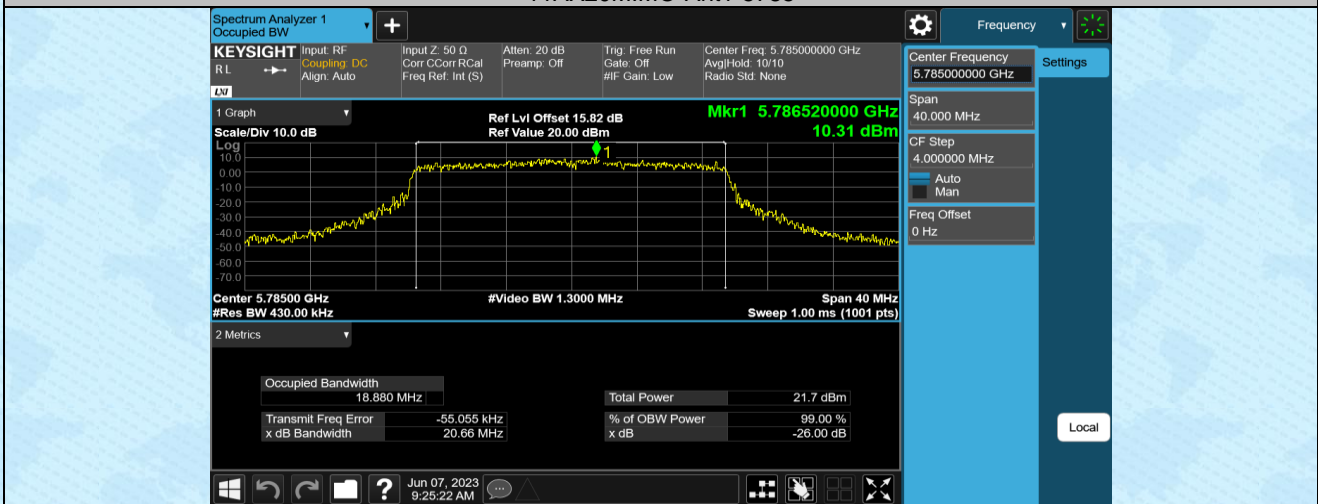 Spectrum Analyzer 1
Occupied BW
Frequency
KEYSIGHT
R L
LXI
Input: RF
Coupling: DC
Align: Auto
Input Z: 50 Ω
Corr CCorr RCal
Freq Ref: Int (S)
Atten: 20 dB
Preamp: Off
Trig: Free Run
Gate: Off
#IF Gain: Low
Center Freq: 5.785000000 GHz
Avg|Hold: 10/10
Radio Std: None
Center Frequency
5.785000000 GHz
Settings
Span
40.000 MHz
CF Step
4.000000 MHz
Auto
Man
Freq Offset
0 Hz
1 Graph
Ref Lvl Offset 15.82 dB
Mkr1 5.786520000 GHz
Scale/Div 10.0 dB
Ref Value 20.00 dBm
10.31 dBm
Log
1
10.0
0.00
-10.0
-20.0
-30.0
-40.0
-50.0
-60.0
-70.0
Center 5.78500 GHz
#Video BW 1.3000 MHz
Span 40 MHz
#Res BW 430.00 kHz
Sweep 1.00 ms (1001 pts)
2 Metrics
Occupied Bandwidth
18.880 MHz
Total Power 21.7 dBm
Transmit Freq Error -55.055 kHz
% of OBW Power 99.00 %
x dB Bandwidth 20.66 MHz
x dB -26.00 dB
Local
?
Jun 07, 2023
9:25:22 AM